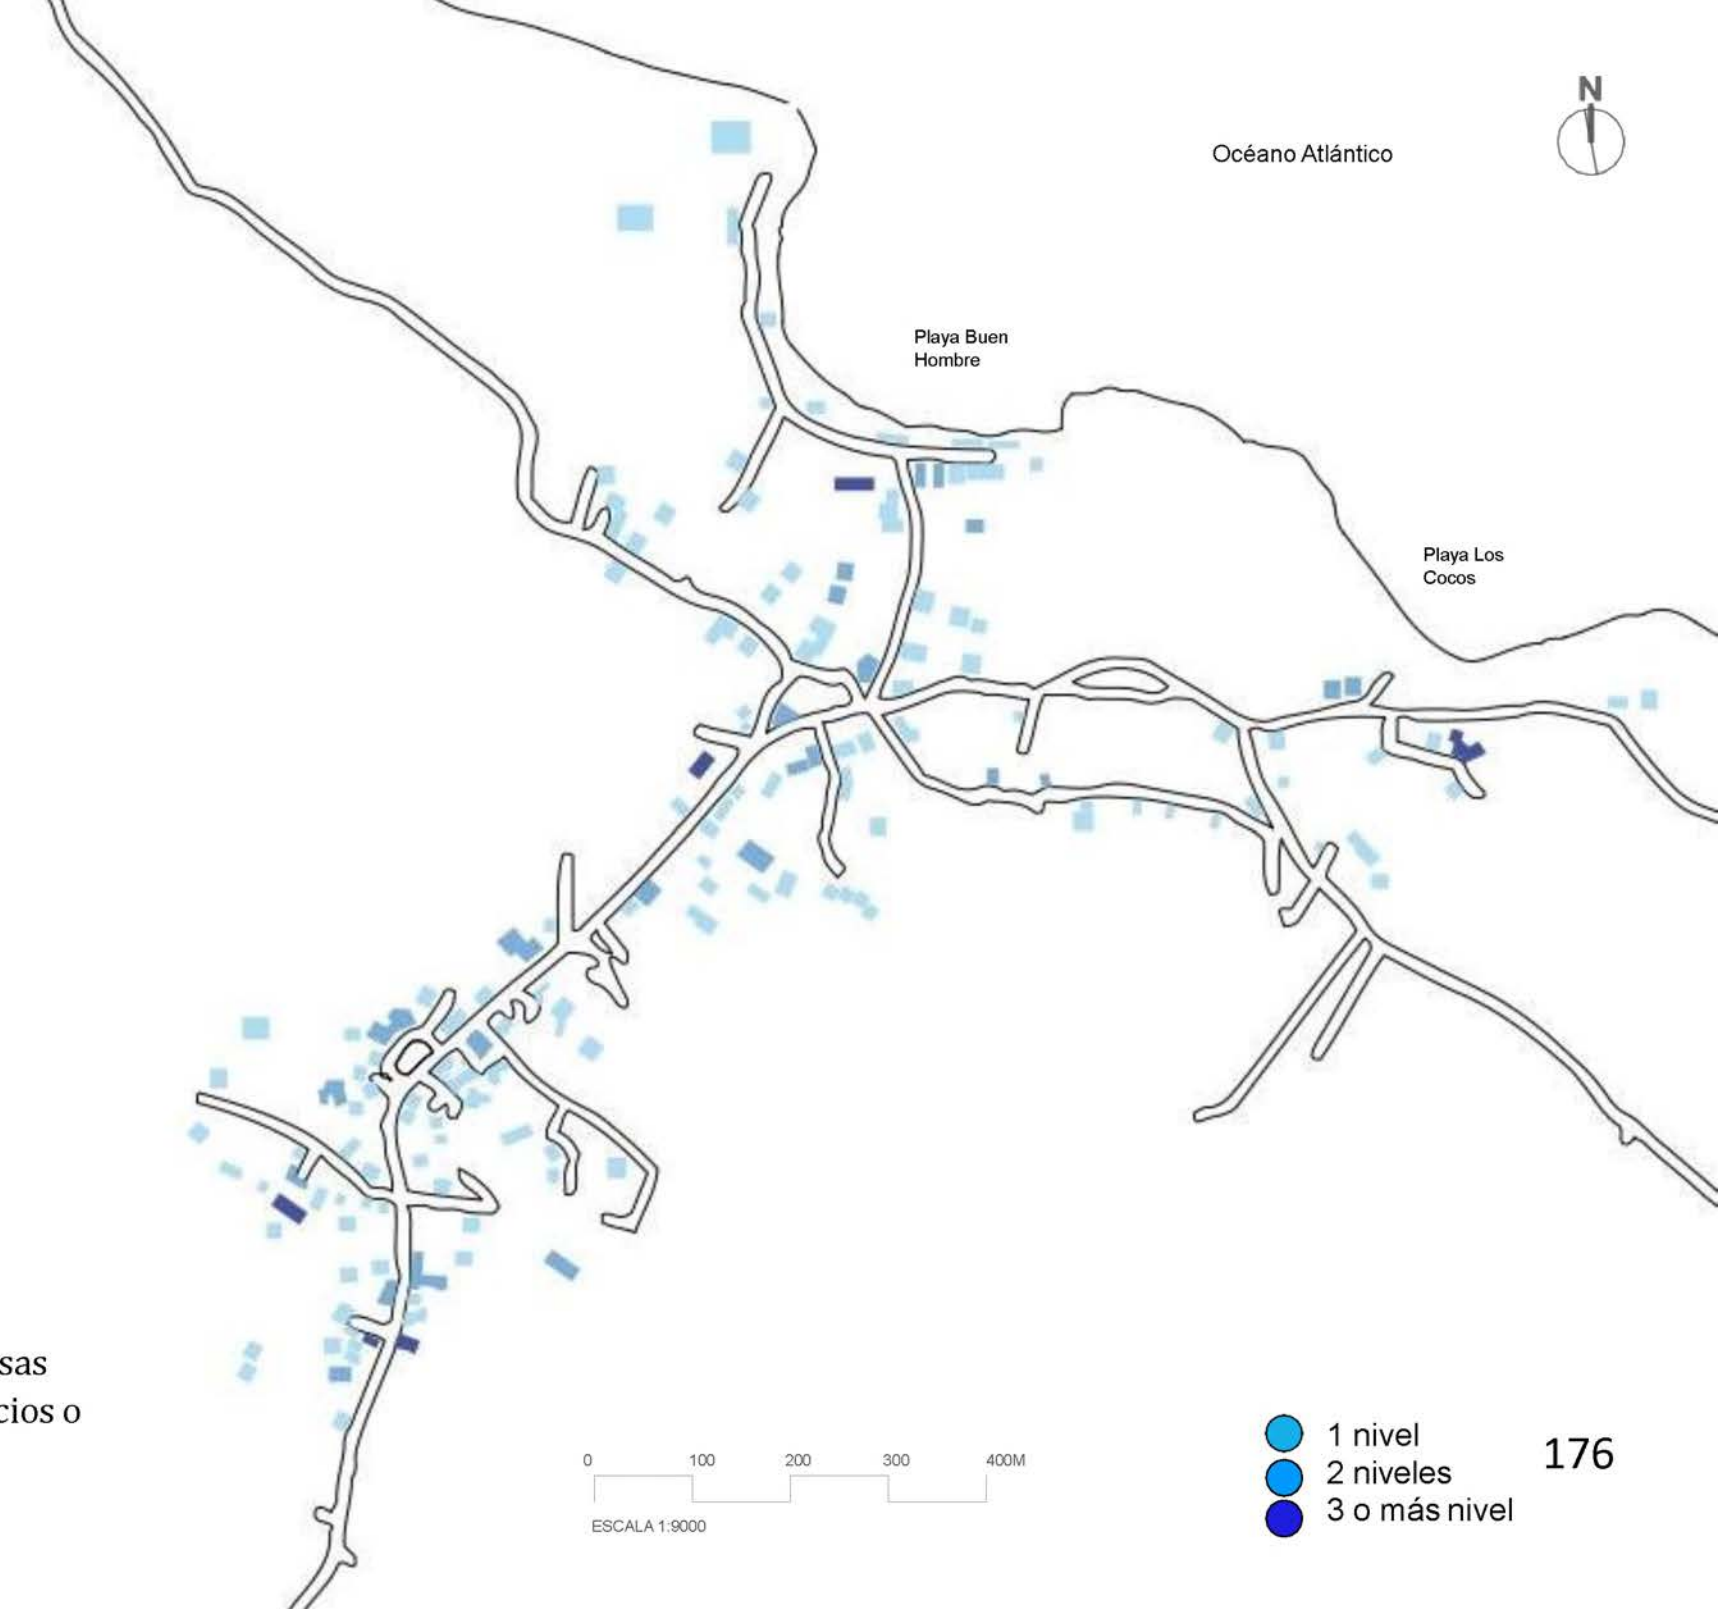 N
Océano Atlántico
Playa Buen
Hombre
Playa Los
Cocos
sas
cios o
0 100 200 300 400M
ESCALA 1:9000
1 nivel
2 niveles
3 o más nivel
176